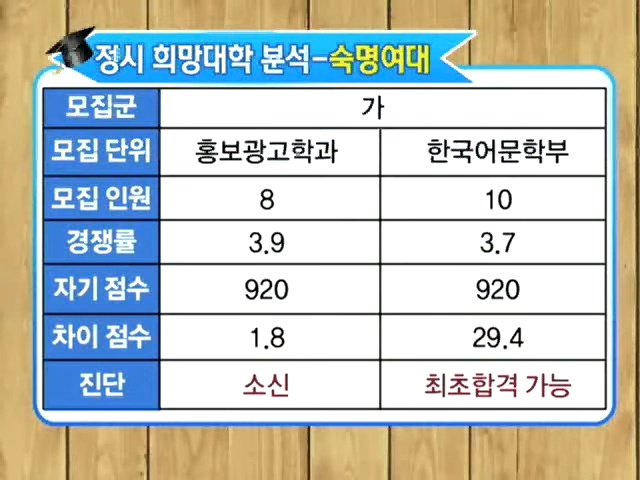 정시 희망대학 분석-숙명여대
모집군 가
모집 단위 홍보광고학과 한국어문학부
모집 인원 8 10
경쟁률 3.9 3.7
자기 점수 920 920
차이 점수 1.8 29.4
진단 소신 최초합격 가능